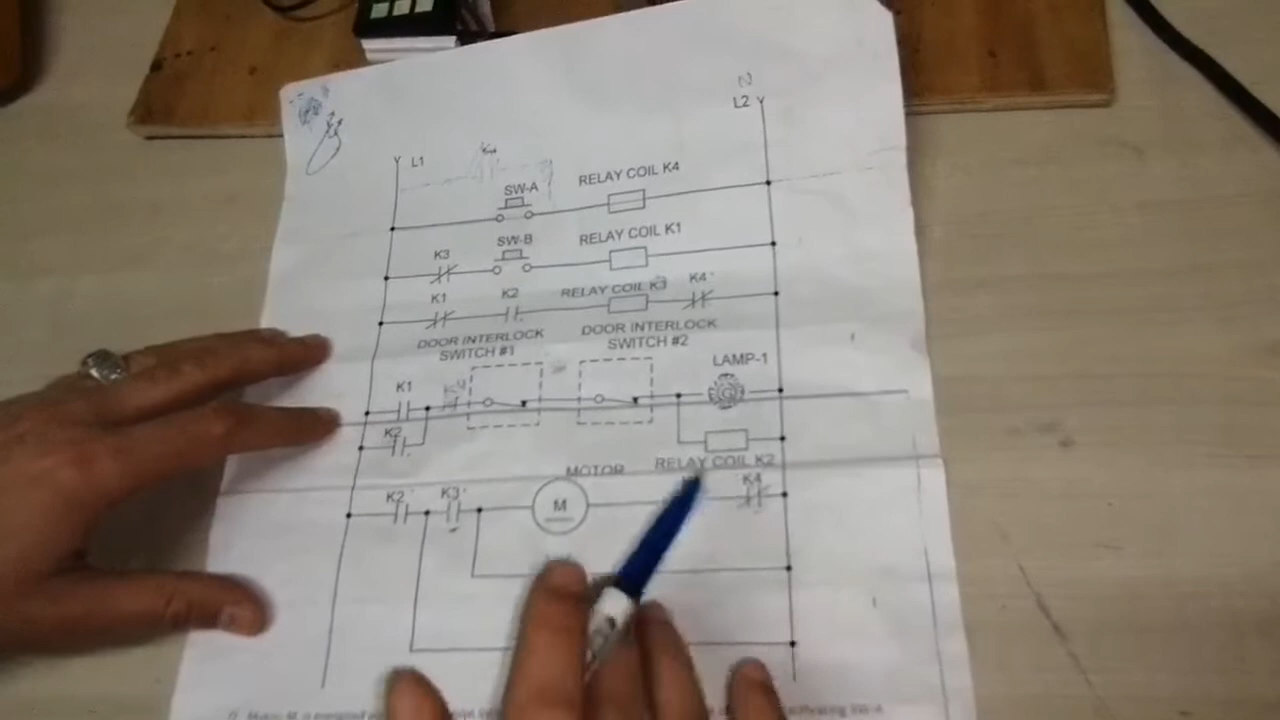 N
L2
L1
K4
SW-A
RELAY COIL K4
K3
SW-B
RELAY COIL K1
K1
K2
RELAY COIL K3
K4
DOOR INTERLOCK
SWITCH #1
DOOR INTERLOCK
SWITCH #2
LAMP-1
K1
K2
RELAY COIL K2
K2
K3
MOTOR
M
K4